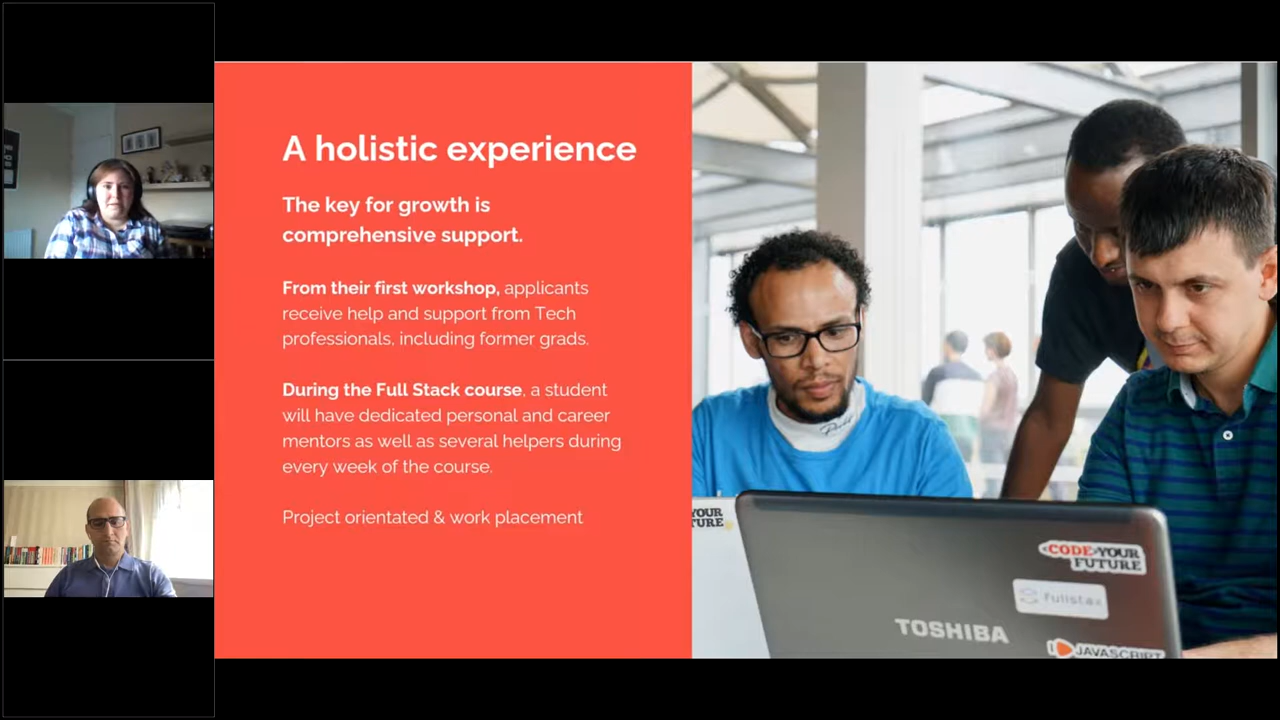 A holistic experience
The key for growth is
comprehensive support.
From their first workshop, applicants
receive help and support from Tech
professionals, including former grads.
During the Full Stack course, a student
will have dedicated personal and career
mentors as well as several helpers during
every week of the course.
Project orientated & work placement
YOUR
TURE
CODE YOUR
FUTURE
fullstax
TOSHIBA
JAVASCRIPT